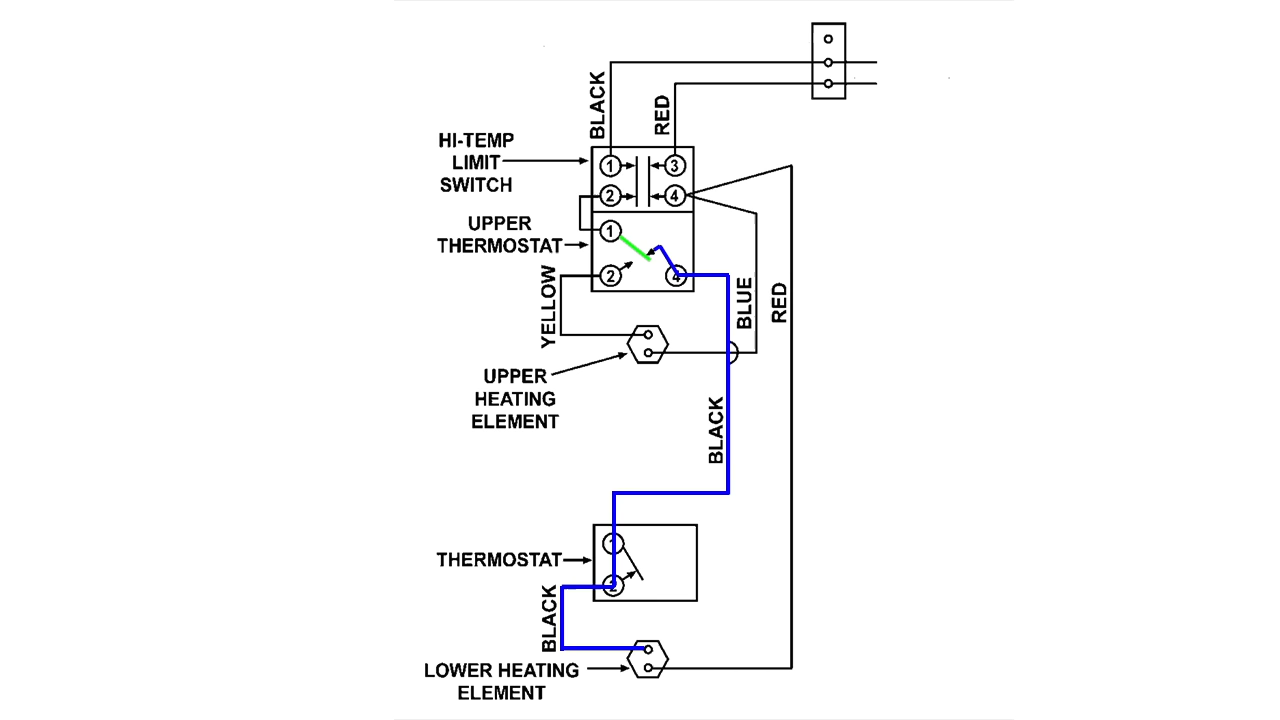 BLACK
RED
HI-TEMP
LIMIT
SWITCH
1
3
2
4
UPPER
THERMOSTAT
1
2
4
YELLOW
BLUE
RED
UPPER
HEATING
ELEMENT
BLACK
THERMOSTAT
1
2
BLACK
LOWER HEATING
ELEMENT